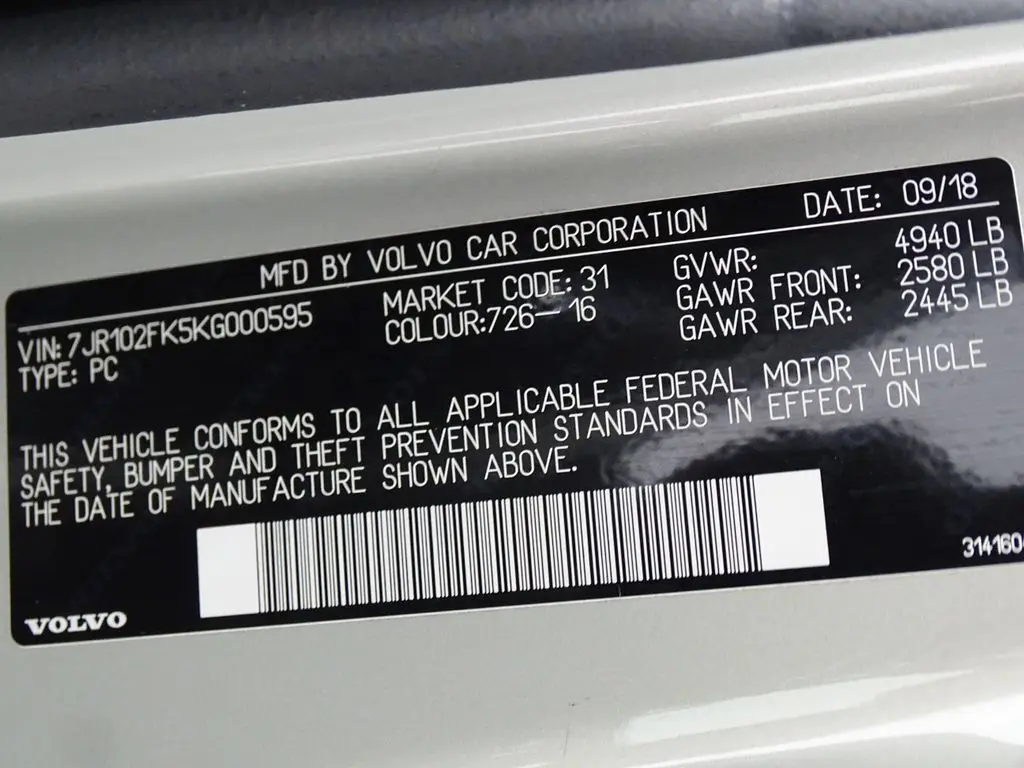 MFD BY VOLVO CAR CORPORATION DATE: 09/18
VIN: 7JR102FK5KG000595 MARKET CODE: 31 GVWR: 4940 LB
TYPE: PC COLOUR:726— 16 GAWR FRONT: 2580 LB
GAWR REAR: 2445 LB
THIS VEHICLE CONFORMS TO ALL APPLICABLE FEDERAL MOTOR VEHICLE
SAFETY, BUMPER AND THEFT PREVENTION STANDARDS IN EFFECT ON
THE DATE OF MANUFACTURE SHOWN ABOVE.
VOLVO